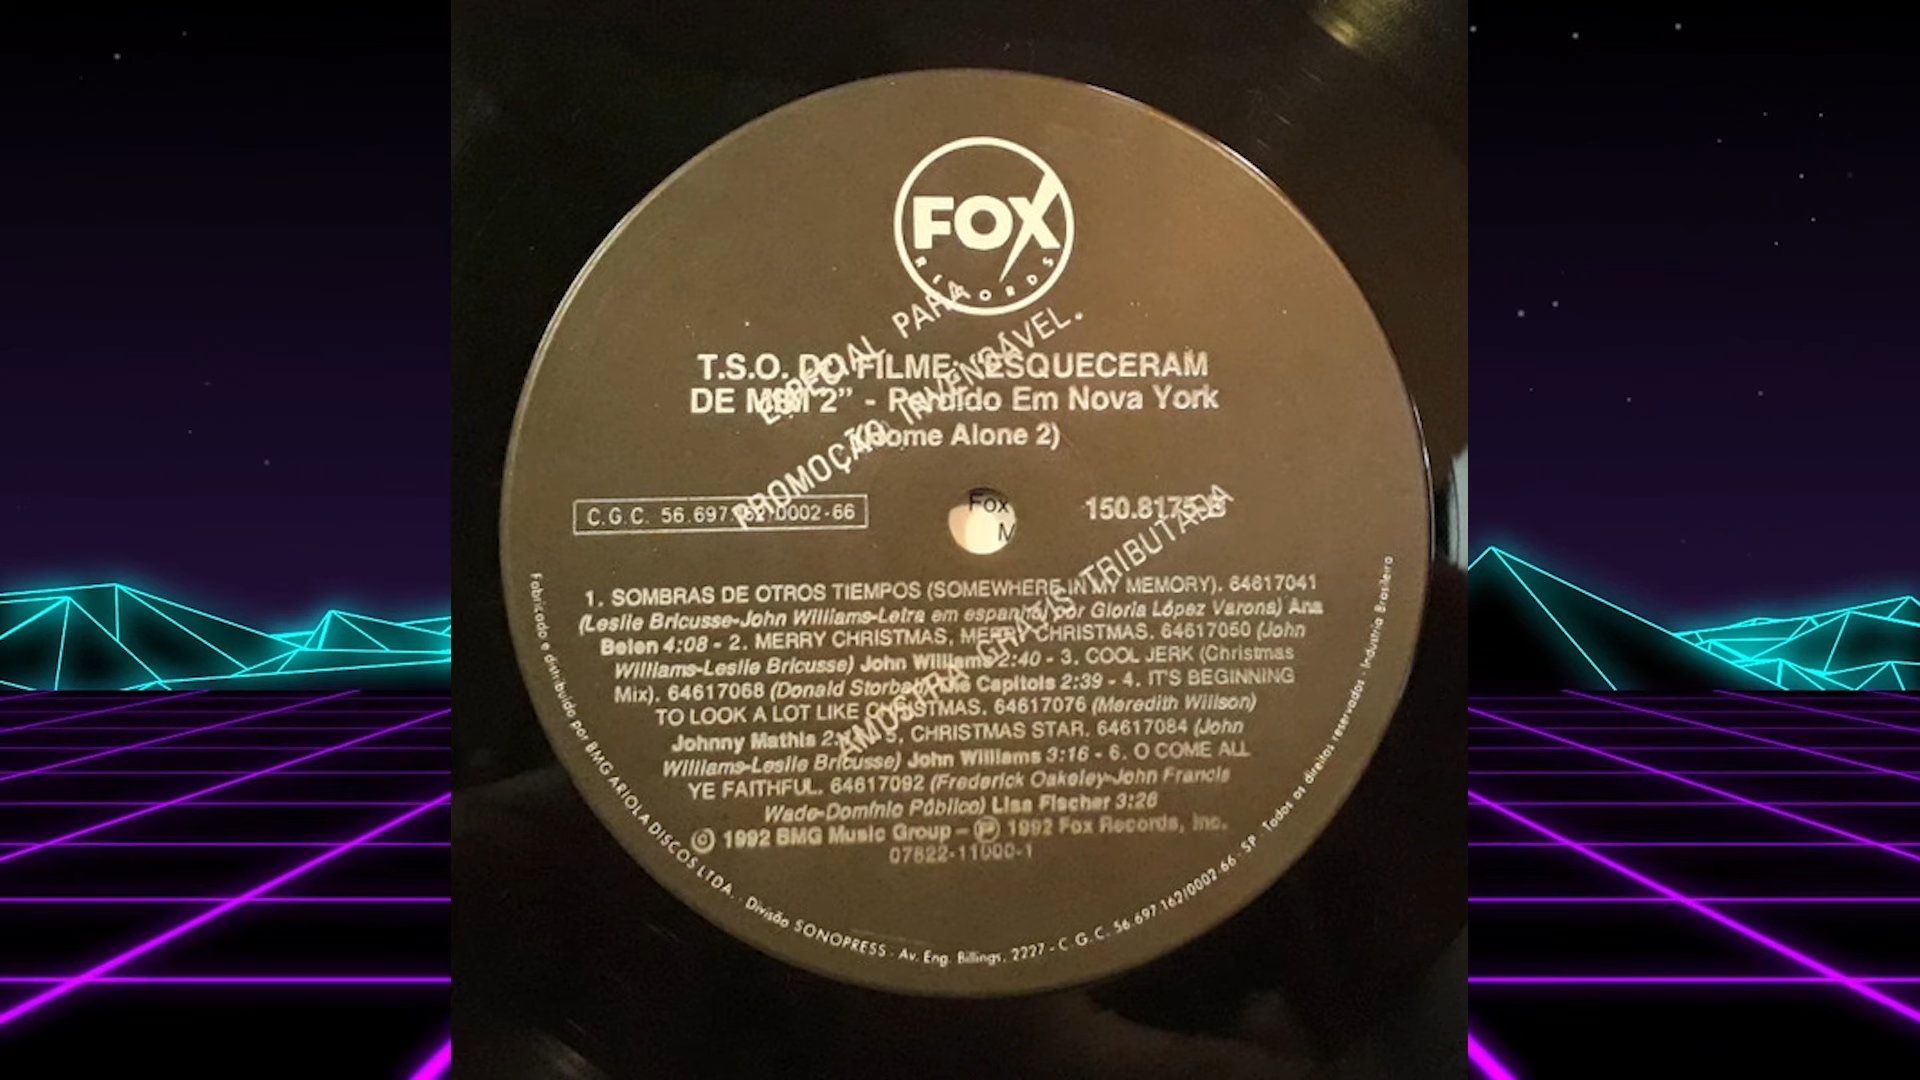 FOX
RECORDS
ESPECIAL PARA
PROMOÇÃO INVENDÁVEL.
T.S.O. DO FILME: "ESQUECERAM
DE MIM 2" - Perdido Em Nova York
(Home Alone 2)
C.G.C. 56.697.162/0002-66
Fox
M
150.8175-
AMOSTRA GRATIS TRIBUTADA
1. SOMBRAS DE OTROS TIEMPOS (SOMEWHERE IN MY MEMORY). 64617041
(Leslie Bricusse-John Williams-Letra em espanhol por Gloria López Varona) Ana
Belen 4:08 - 2. MERRY CHRISTMAS, MERRY CHRISTMAS. 64617050 (John
Williams-Leslie Bricusse) John Williams 2:40 - 3. COOL JERK (Christmas
Mix). 64617068 (Donald Storball) The Capitols 2:39 - 4. IT'S BEGINNING
TO LOOK A LOT LIKE CHRISTMAS. 64617076 (Meredith Willson)
Johnny Mathis 5. CHRISTMAS STAR. 64617084 (John
Williams-Leslie Bricusse) John Williams 3:16 - 6. O COME ALL
YE FAITHFUL. 64617092 (Frederick Oakeley-John Francis
Wade-Domínio Público) Lisa Fischer 3:26
© 1992 BMG Music Group - ℗ 1992 Fox Records, Inc.
07822-11000-1
Fabricado e distribuído por BMG ARIOLA DISCOS LTDA. - Divisão SONOPRESS - Av. Eng. Billings, 2227 - C.G.C. 56.697.162/0002-66 - SP - Todos os direitos reservados - Industria Brasileira